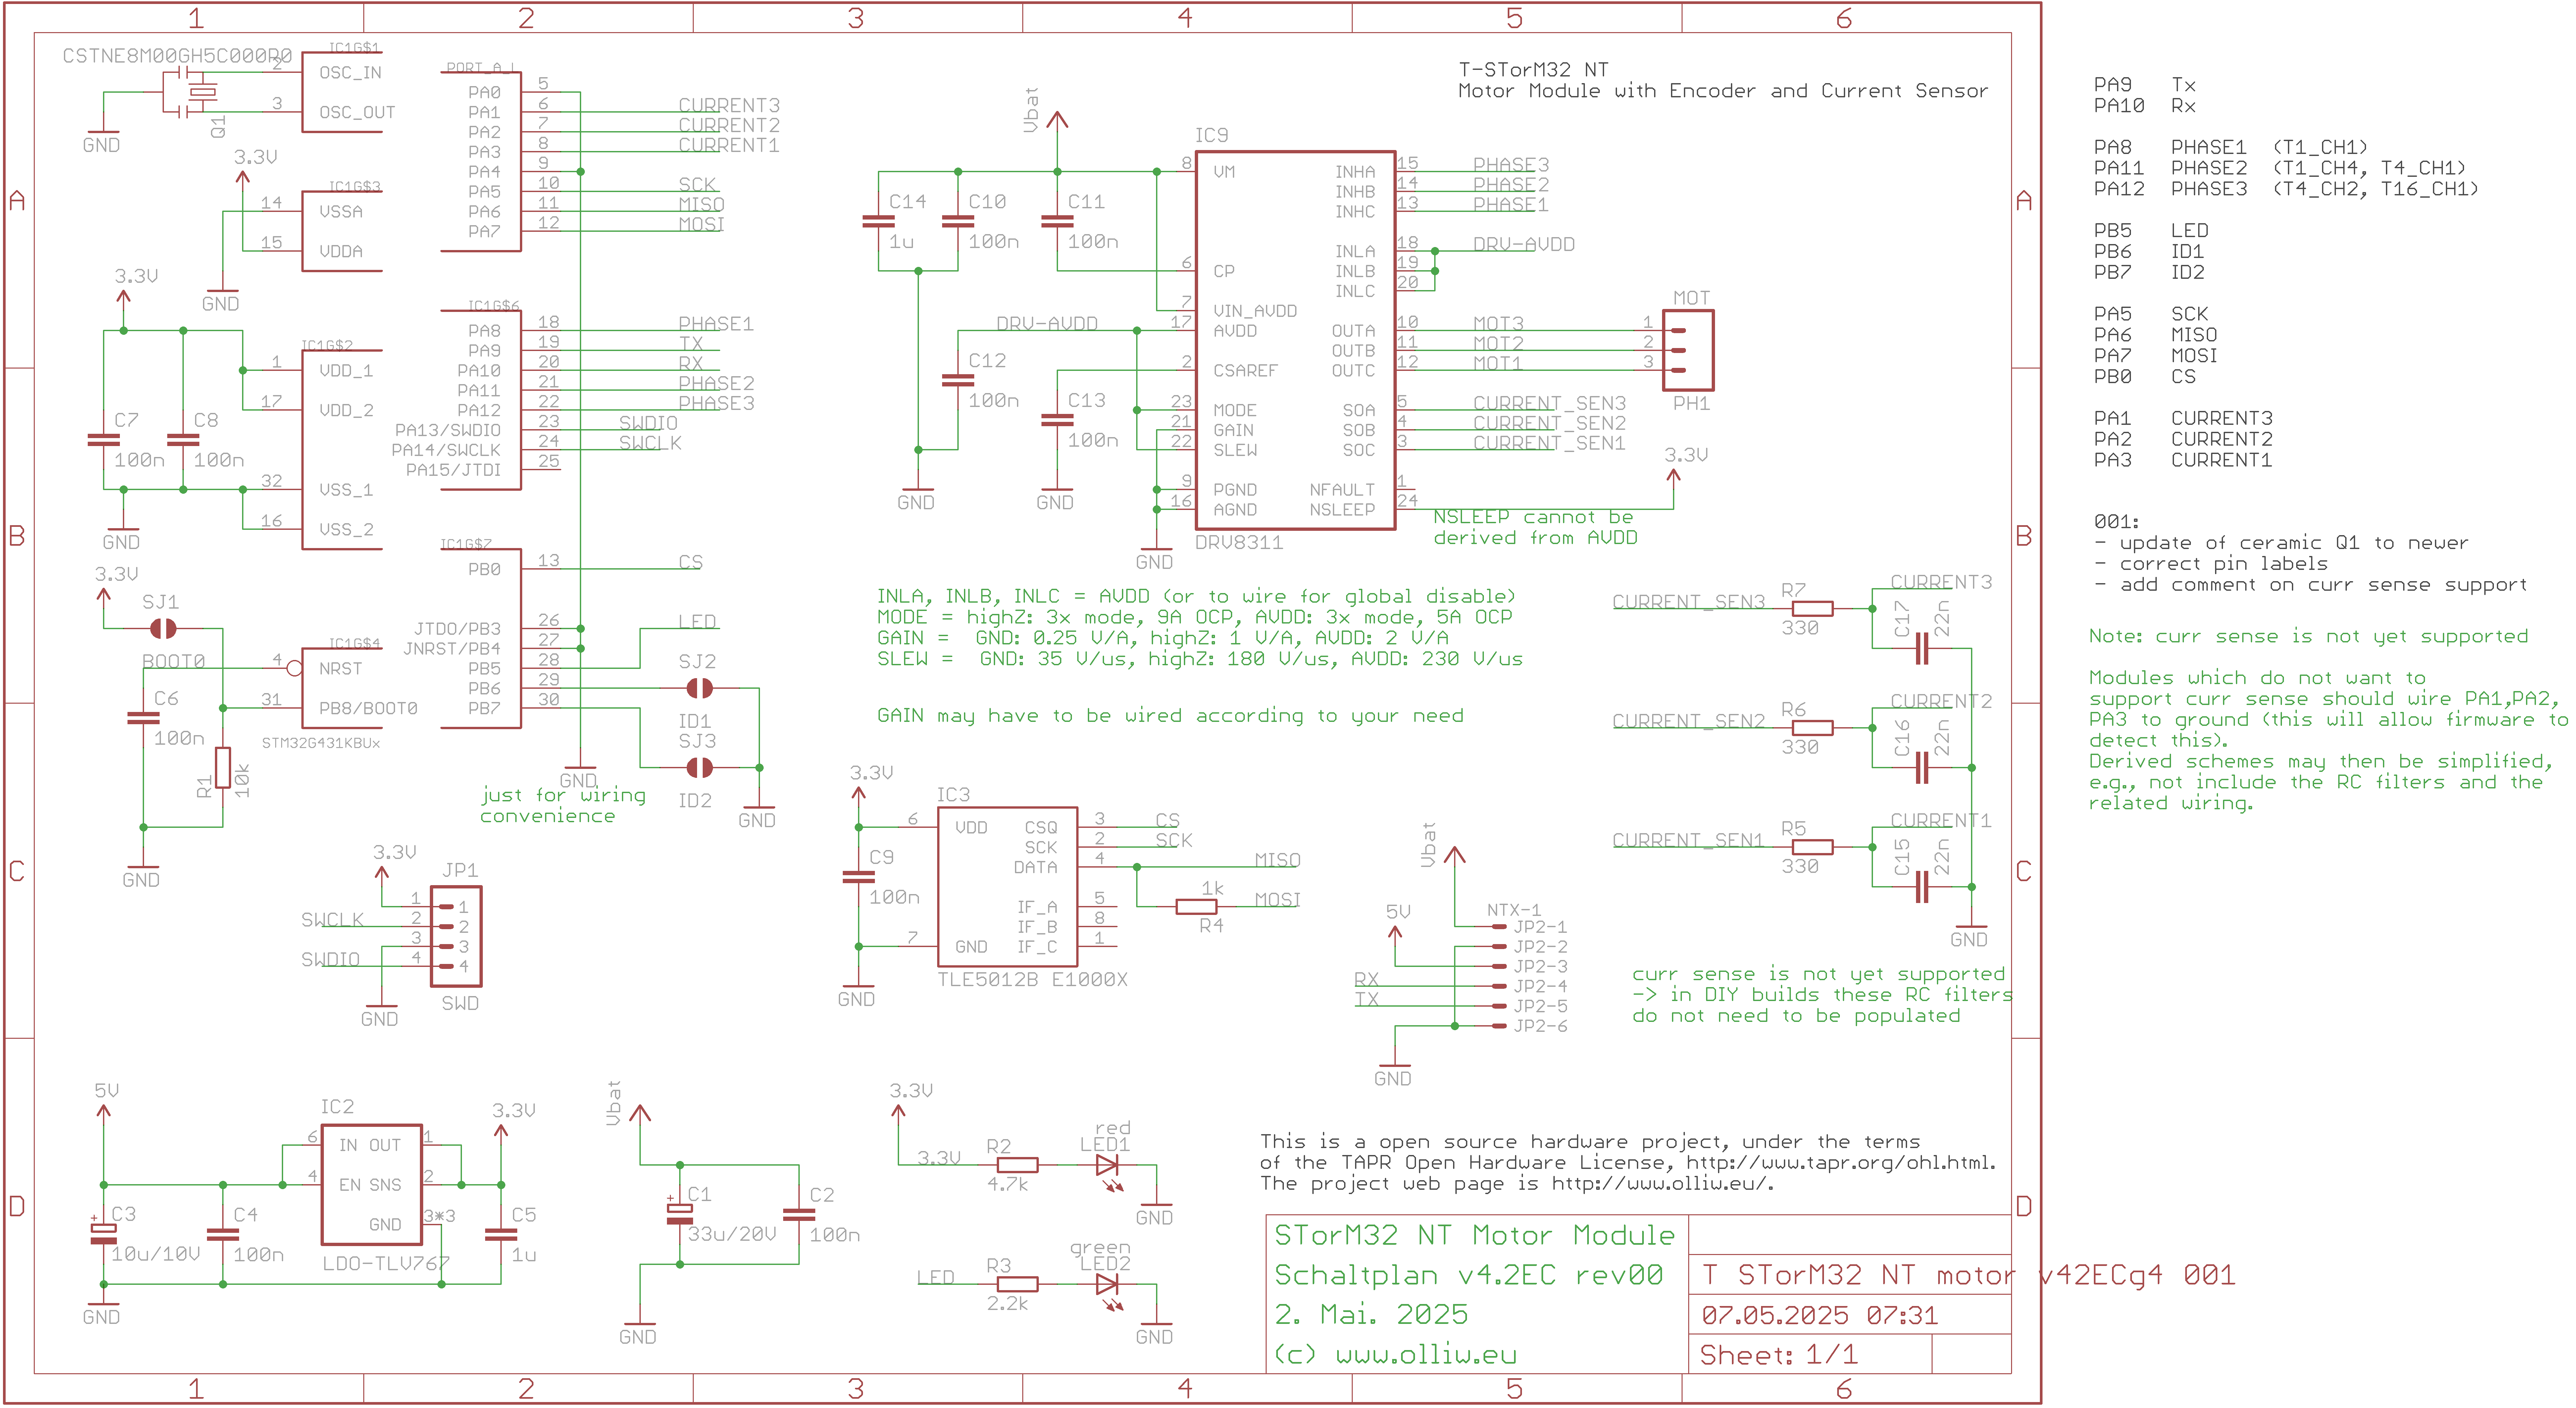 1 2 3 4 5 6
A
B
C
D
A
B
C
D
1 2 3 4 5 6
CSTNE8M00GH5C000R0
Q1
GND
IC1G$1
2 OSC_IN
3 OSC_OUT
3.3V
IC1G$3
14 VSSA
15 VDDA
GND
3.3V
IC1G$2
1 VDD_1
17 VDD_2
32 VSS_1
16 VSS_2
C7
100n
C8
100n
GND
3.3V
SJ1
BOOT0
IC1G$4
4 NRST
31 PB8/BOOT0
STM32G431KBUx
C6
100n
R1
10k
GND
PORT_A_L
PA0 5
PA1 6 CURRENT3
PA2 7 CURRENT2
PA3 8 CURRENT1
PA4 9
PA5 10 SCK
PA6 11 MISO
PA7 12 MOSI
IC1G$6
PA8 18 PHASE1
PA9 19 TX
PA10 20 RX
PA11 21 PHASE2
PA12 22 PHASE3
PA13/SWDIO 23 SWDIO
PA14/SWCLK 24 SWCLK
PA15/JTDI 25
IC1G$7
PB0 13 CS
JTDO/PB3 26
JNRST/PB4 27
PB5 28 LED
PB6 29
PB7 30
SJ2
ID1
SJ3
ID2
GND
GND
just for wiring
convenience
3.3V
JP1
1 1
SWCLK 2 2
3 3
SWDIO 4 4
GND
SWD
T-STorM32 NT
Motor Module with Encoder and Current Sensor
Vbat
C14
1u
C10
100n
C11
100n
DRV-AVDD
C12
100n
C13
100n
GND
GND
GND
IC9
8 VM
6 CP
7 VIN_AVDD
17 AVDD
2 CSAREF
23 MODE
21 GAIN
22 SLEW
9 PGND
16 AGND
INHA 15 PHASE3
INHB 14 PHASE2
INHC 13 PHASE1
INLA 18 DRV-AVDD
INLB 19
INLC 20
OUTA 10 MOT3
OUTB 11 MOT2
OUTC 12 MOT1
SOA 5 CURRENT_SEN3
SOB 4 CURRENT_SEN2
SOC 3 CURRENT_SEN1
NFAULT 1
NSLEEP 24
DRV8311
MOT
1
2
3
PH1
3.3V
NSLEEP cannot be
derived from AVDD
INLA, INLB, INLC = AVDD (or to wire for global disable)
MODE = highZ: 3x mode, 9A OCP, AVDD: 3x mode, 5A OCP
GAIN =  GND: 0.25 V/A, highZ: 1 V/A, AVDD: 2 V/A
SLEW =  GND: 35 V/us, highZ: 180 V/us, AVDD: 230 V/us
GAIN may have to be wired according to your need
3.3V
C9
100n
GND
IC3
6 VDD
7 GND
CSQ 3 CS
SCK 2 SCK
DATA 4 MISO
IF_A 5
IF_B 8
IF_C 1
TLE5012B E1000X
1k
R4
MOSI
Vbat
5V
NTX-1
JP2-1
JP2-2
JP2-3
RX JP2-4
TX JP2-5
JP2-6
GND
CURRENT_SEN3
R7
330
CURRENT3
C17
22n
CURRENT_SEN2
R6
330
CURRENT2
C16
22n
CURRENT_SEN1
R5
330
CURRENT1
C15
22n
GND
curr sense is not yet supported
-> in DIY builds these RC filters
do not need to be populated
5V
C3
10u/10V
C4
100n
GND
IC2
6 IN OUT 1
4 EN SNS 2
GND 3*3
LDO-TLV767
3.3V
C5
1u
Vbat
C1
33u/20V
C2
100n
GND
3.3V
3.3V
R2
4.7k
red
LED1
GND
LED
R3
2.2k
green
LED2
GND
This is a open source hardware project, under the terms
of the TAPR Open Hardware License, http://www.tapr.org/ohl.html.
The project web page is http://www.olliw.eu/.
STorM32 NT Motor Module
Schaltplan v4.2EC rev00
2. Mai. 2025
(c) www.olliw.eu
T STorM32 NT motor v42ECg4 001
07.05.2025 07:31
Sheet: 1/1
PA9 Tx
PA10 Rx
PA8 PHASE1 (T1_CH1)
PA11 PHASE2 (T1_CH4, T4_CH1)
PA12 PHASE3 (T4_CH2, T16_CH1)
PB5 LED
PB6 ID1
PB7 ID2
PA5 SCK
PA6 MISO
PA7 MOSI
PB0 CS
PA1 CURRENT3
PA2 CURRENT2
PA3 CURRENT1
001:
- update of ceramic Q1 to newer
- correct pin labels
- add comment on curr sense support
Note: curr sense is not yet supported
Modules which do not want to
support curr sense should wire PA1,PA2,
PA3 to ground (this will allow firmware to
detect this).
Derived schemes may then be simplified,
e.g., not include the RC filters and the
related wiring.